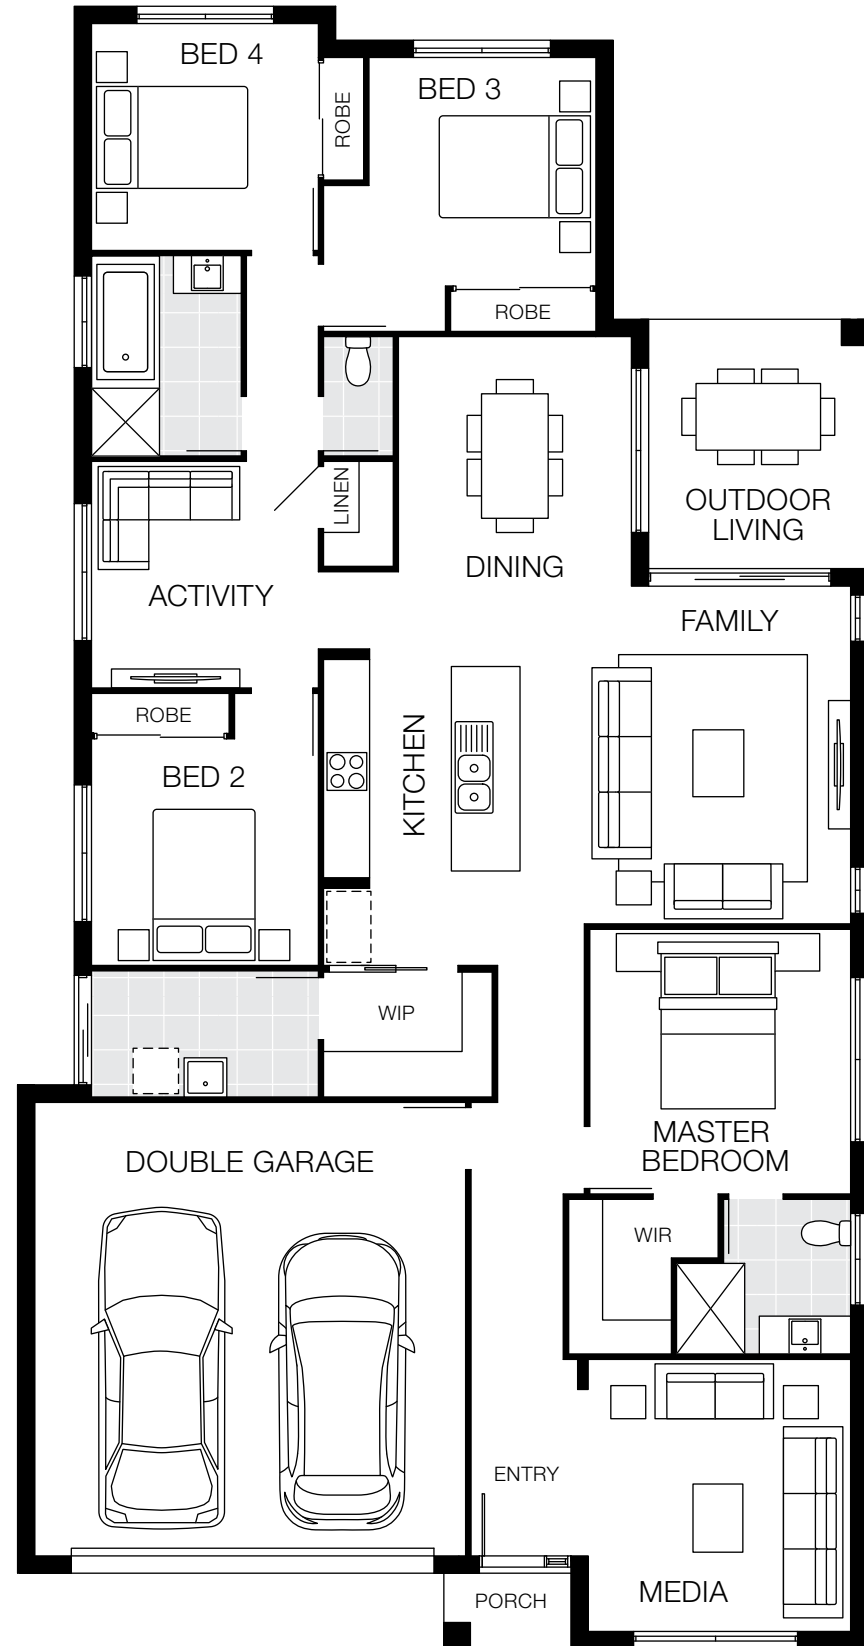 BED 4
BED 3
ROBE
ROBE
LINEN
OUTDOOR
LIVING
DINING
ACTIVITY
FAMILY
ROBE
BED 2
KITCHEN
WIP
MASTER
BEDROOM
DOUBLE GARAGE
WIR
ENTRY
MEDIA
PORCH